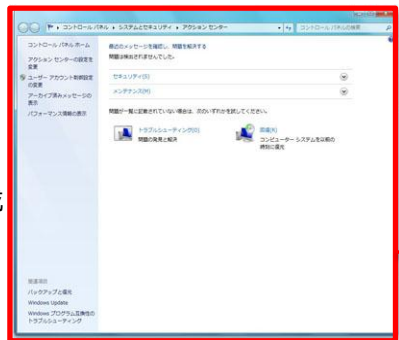 コントロール パネル ▸ システムとセキュリティ ▸ アクション センター
コントロール パネルの検索
コントロール パネル ホーム
アクション センターの設定を
変更
ユーザー アカウント制御設定
の変更
アーカイブ済みメッセージの
表示
パフォーマンス情報の表示
最近のメッセージを確認し、問題を解決する
問題は検出されませんでした。
セキュリティ(S)
メンテナンス(M)
問題が一覧に記載されていない場合は、次のいずれかを試してください。
トラブルシューティング(O)
問題の発見と解決
回復(R)
コンピューター システムを以前の
時刻に復元
関連項目
バックアップと復元
Windows Update
Windows プログラム互換性の
トラブルシューティング